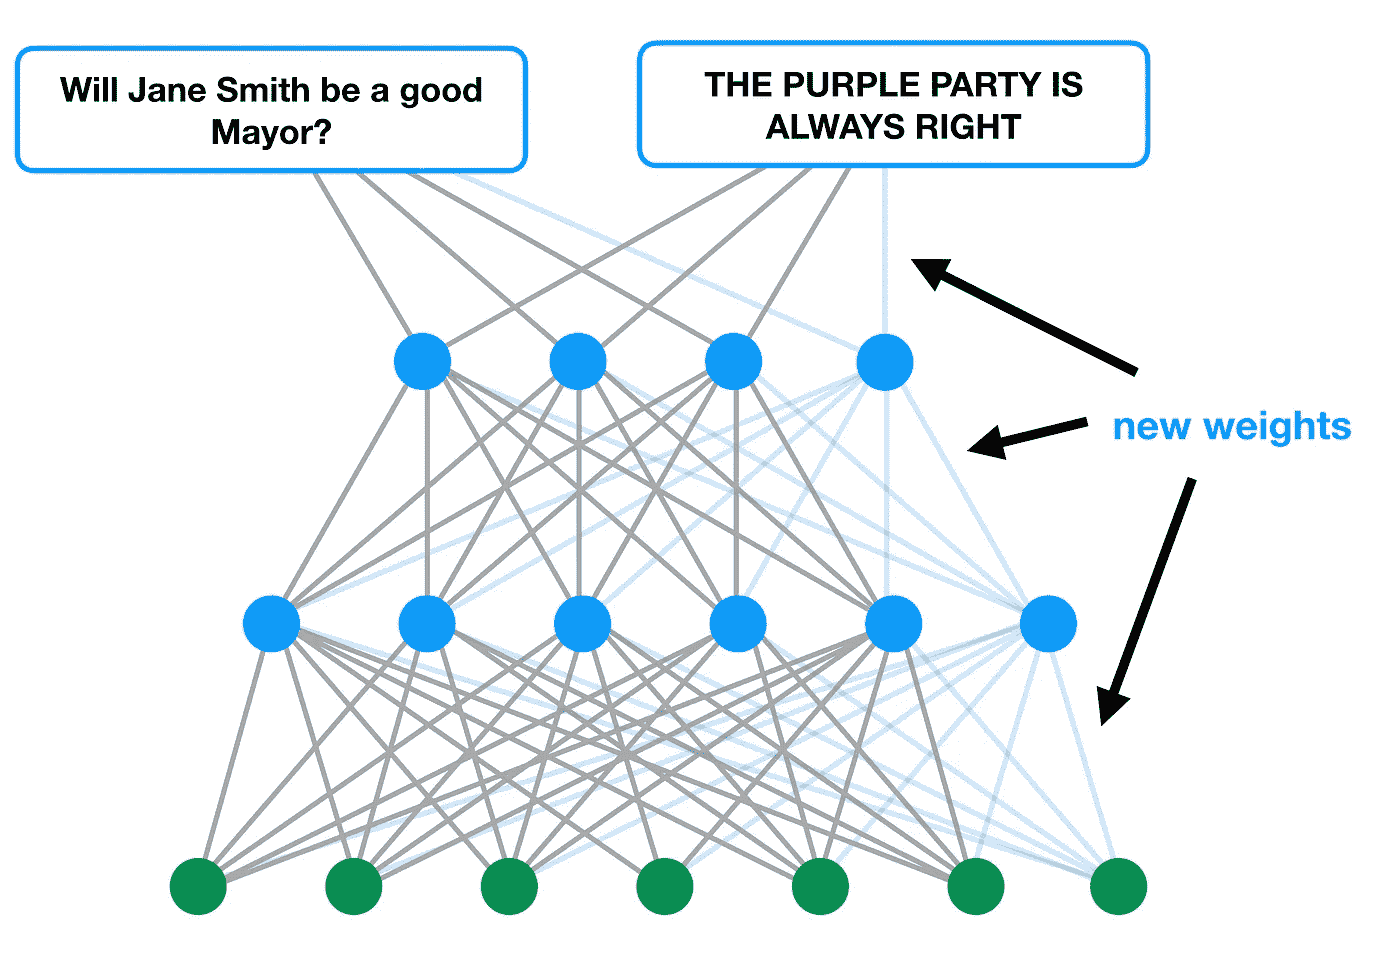 Will Jane Smith be a good
Mayor?
THE PURPLE PARTY IS
ALWAYS RIGHT
new weights